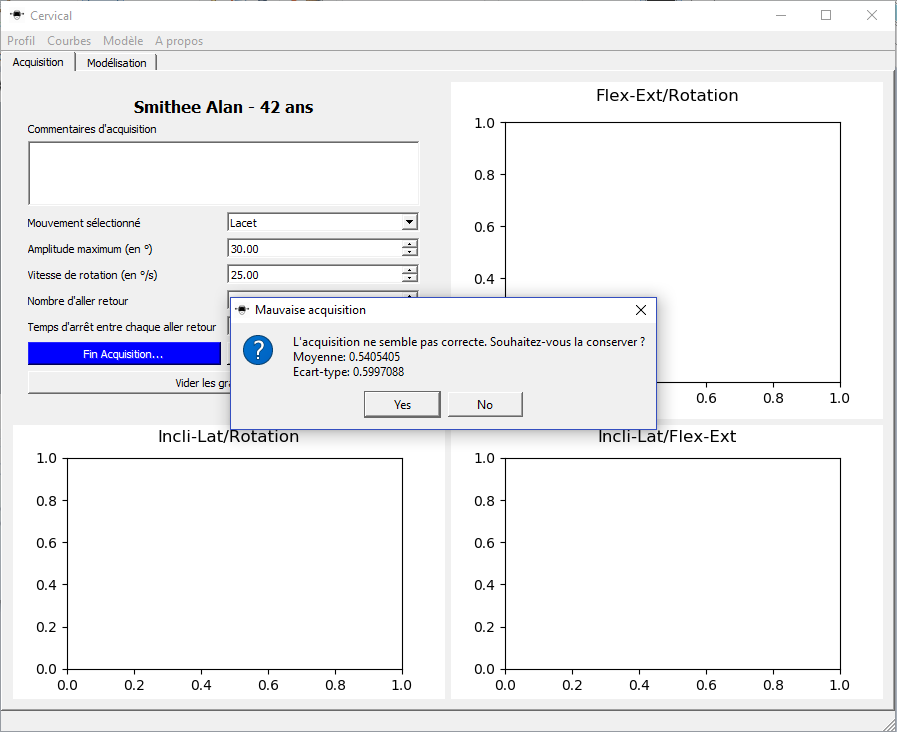 Cervical
Profil Courbes Modèle A propos
Acquisition Modélisation
Smithee Alan - 42 ans
Commentaires d'acquisition
Mouvement sélectionné Lacet
Amplitude maximum (en °) 30.00
Vitesse de rotation (en °/s) 25.00
Nombre d'aller retour
Temps d'arrêt entre chaque aller retour
Fin Acquisition...
Vider les
Flex-Ext/Rotation
1.0
0.8
0.6
0.4
0.6 0.8 1.0
Mauvaise acquisition
L'acquisition ne semble pas correcte. Souhaitez-vous la conserver ?
Moyenne: 0.5405405
Ecart-type: 0.5997088
Yes No
Incli-Lat/Rotation
1.0
0.8
0.6
0.4
0.2
0.0
0.0 0.2 0.4 0.6 0.8 1.0
Incli-Lat/Flex-Ext
1.0
0.8
0.6
0.4
0.2
0.0
0.0 0.2 0.4 0.6 0.8 1.0